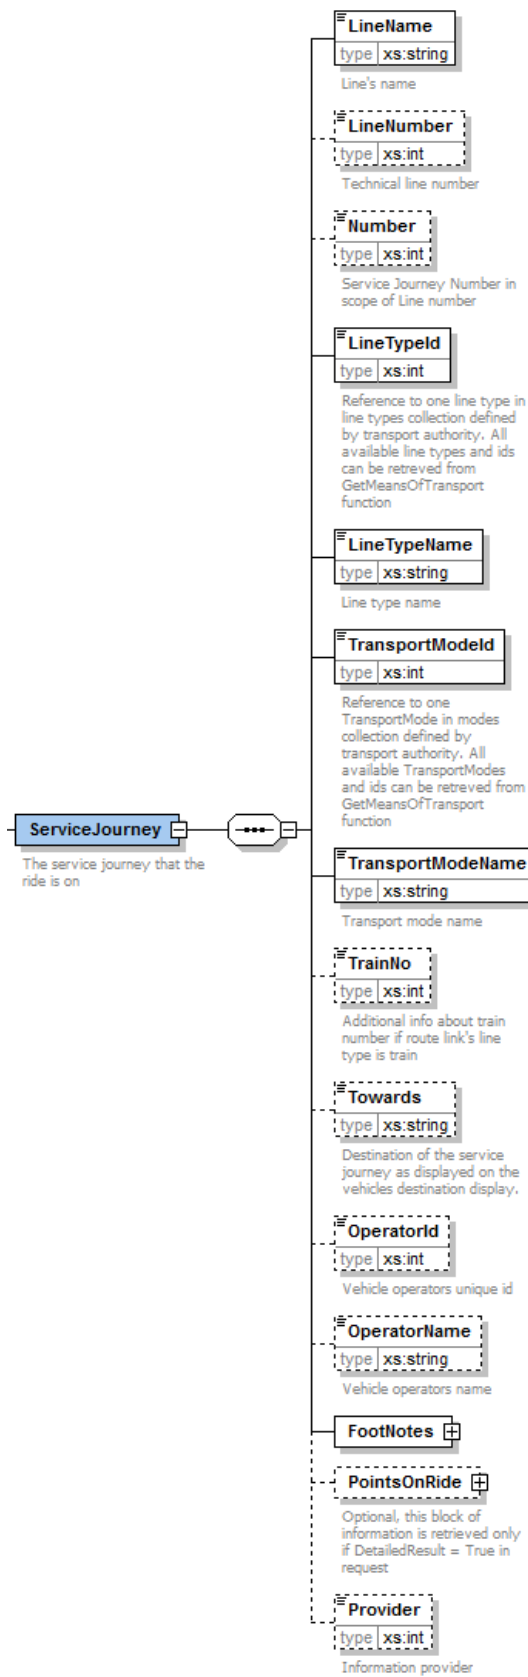 LineName
type xs:string
Line's name
LineNumber
type xs:int
Technical line number
Number
type xs:int
Service Journey Number in
scope of Line number
LineTypeId
type xs:int
Reference to one line type in
line types collection defined
by transport authority. All
available line types and ids
can be retreved from
GetMeansOfTransport
function
LineTypeName
type xs:string
Line type name
TransportModeId
type xs:int
Reference to one
TransportMode in modes
collection defined by
transport authority. All
available TransportModes
and ids can be retreved from
GetMeansOfTransport
function
ServiceJourney
The service journey that the
ride is on
TransportModeName
type xs:string
Transport mode name
TrainNo
type xs:int
Additional info about train
number if route link's line
type is train
Towards
type xs:string
Destination of the service
journey as displayed on the
vehicles destination display.
OperatorId
type xs:int
Vehicle operators unique id
OperatorName
type xs:string
Vehicle operators name
FootNotes
PointsOnRide
Optional, this block of
information is retrieved only
if DetailedResult = True in
request
Provider
type xs:int
Information provider